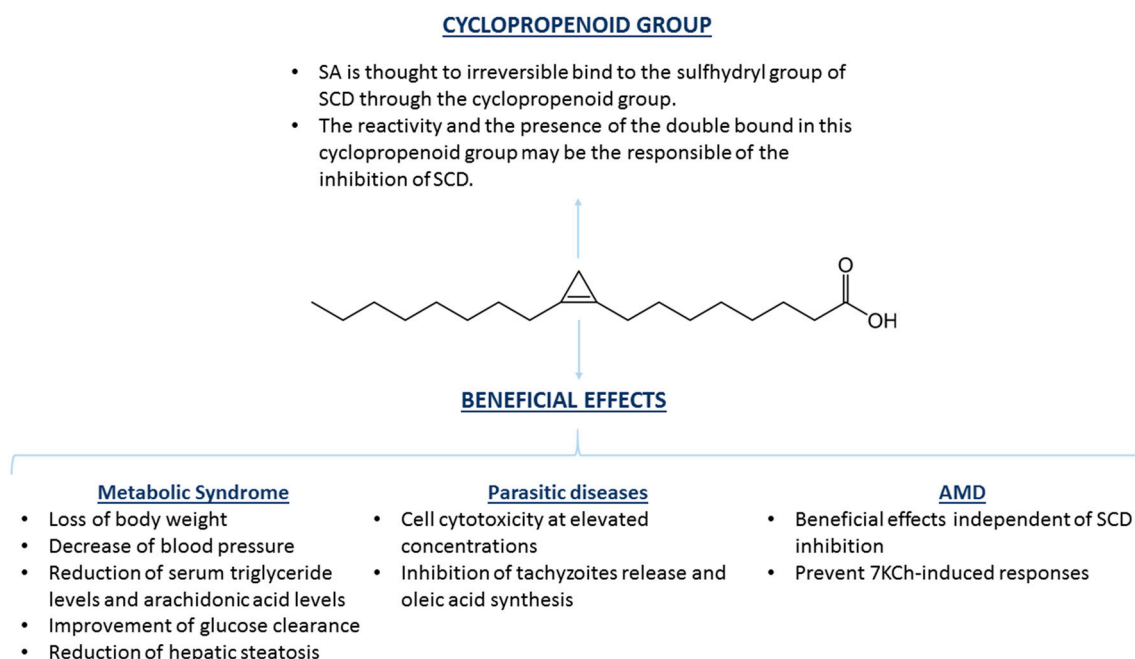 CYCLOPROPENOID GROUP
• SA is thought to irreversible bind to the sulfhydryl group of
SCD through the cyclopropenoid group.
• The reactivity and the presence of the double bound in this
cyclopropenoid group may be the responsible of the
inhibition of SCD.
O
OH
BENEFICIAL EFFECTS
Metabolic Syndrome
• Loss of body weight
• Decrease of blood pressure
• Reduction of serum triglyceride
levels and arachidonic acid levels
• Improvement of glucose clearance
• Reduction of hepatic steatosis
Parasitic diseases
• Cell cytotoxicity at elevated
concentrations
• Inhibition of tachyzoites release and
oleic acid synthesis
AMD
• Beneficial effects independent of SCD
inhibition
• Prevent 7KCh-induced responses